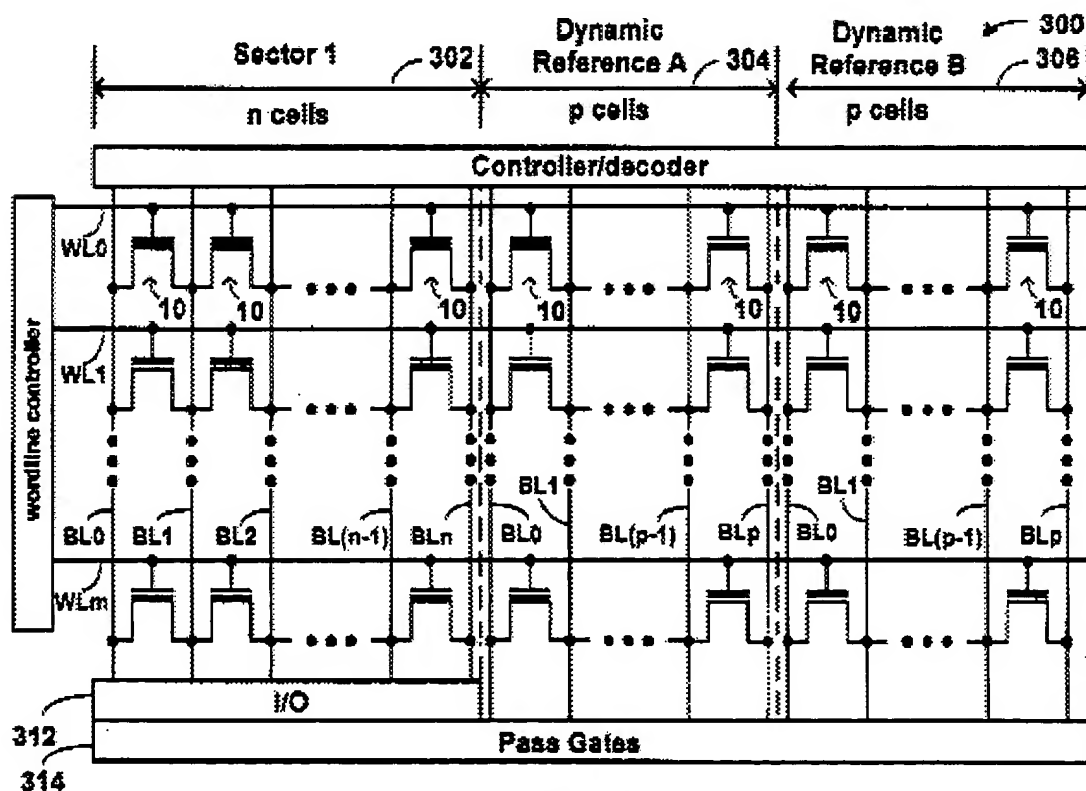 Sector 1
302
Dynamic
Reference A
304
Dynamic
Reference B
300
306
n cells
p cells
p cells
Controller/decoder
wordline controller
WL0
10
10
10
10
10
10
10
WL1
BL0
BL1
BL2
BL(n-1)
BLn
BL0
BL1
BL(p-1)
BLp
BL0
BL1
BL(p-1)
BLp
WLm
I/O
312
Pass Gates
314